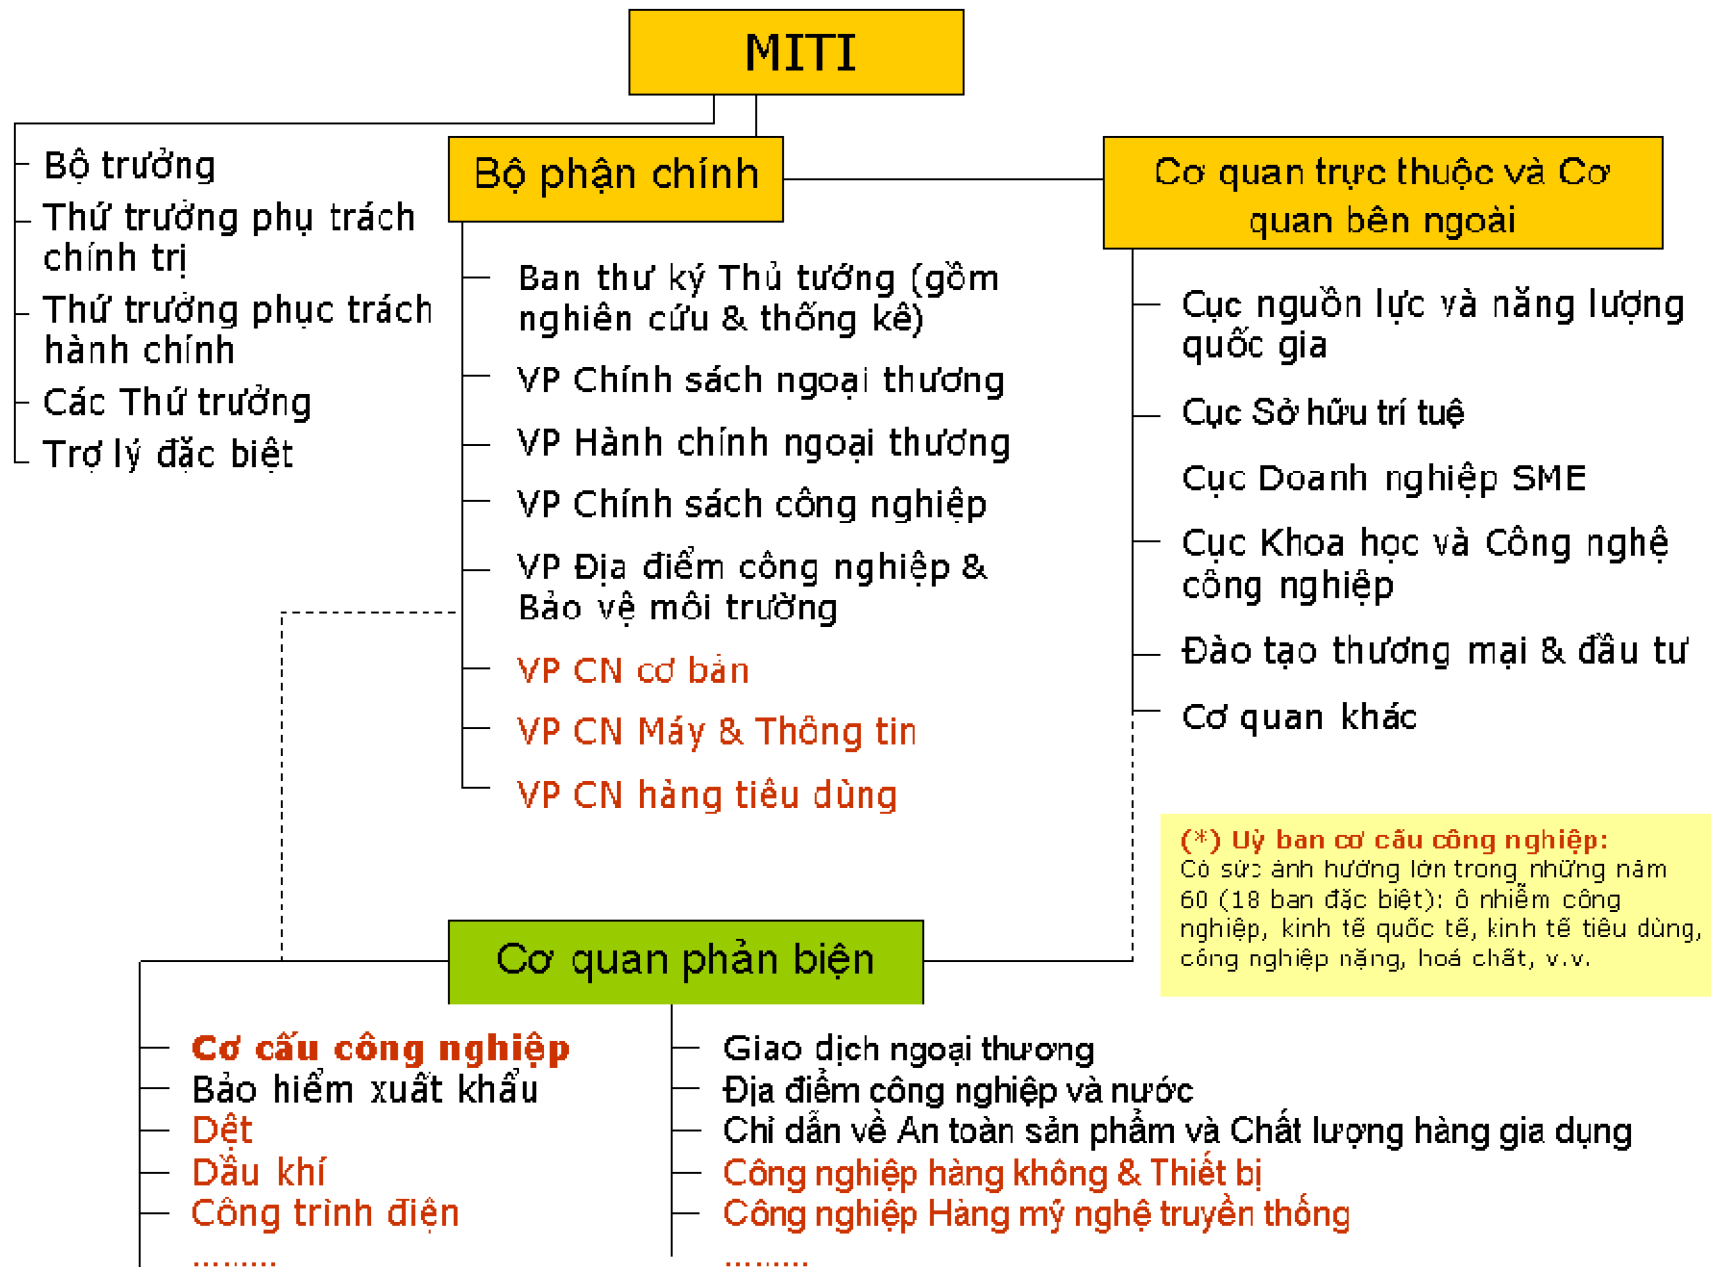 MITI
Bộ trưởng
Thứ trưởng phụ trách
chính trị
Thứ trưởng phục trách
hành chính
Các Thứ trưởng
Trợ lý đặc biệt
Bộ phận chính
Ban thư ký Thủ tướng (gồm
nghiên cứu & thống kê)
VP Chính sách ngoại thương
VP Hành chính ngoại thương
VP Chính sách công nghiệp
VP Địa điểm công nghiệp &
Bảo vệ môi trường
VP CN cơ bản
VP CN Máy & Thông tin
VP CN hàng tiêu dùng
Cơ quan trực thuộc và Cơ
quan bên ngoài
Cục nguồn lực và năng lượng
quốc gia
Cục Sở hữu trí tuệ
Cục Doanh nghiệp SME
Cục Khoa học và Công nghệ
công nghiệp
Đào tạo thương mại & đầu tư
Cơ quan khác
(*) Uỷ ban cơ cấu công nghiệp:
Có sức ảnh hưởng lớn trong những năm
60 (18 ban đặc biệt): ô nhiễm công
nghiệp, kinh tế quốc tế, kinh tế tiêu dùng,
công nghiệp nặng, hoá chất, v.v.
Cơ quan phản biện
Cơ cấu công nghiệp
Bảo hiểm xuất khẩu
Dệt
Dầu khí
Công trình điện
.........
Giao dịch ngoại thương
Địa điểm công nghiệp và nước
Chỉ dẫn về An toàn sản phẩm và Chất lượng hàng gia dụng
Công nghiệp hàng không & Thiết bị
Công nghiệp Hàng mỹ nghệ truyền thống
.........